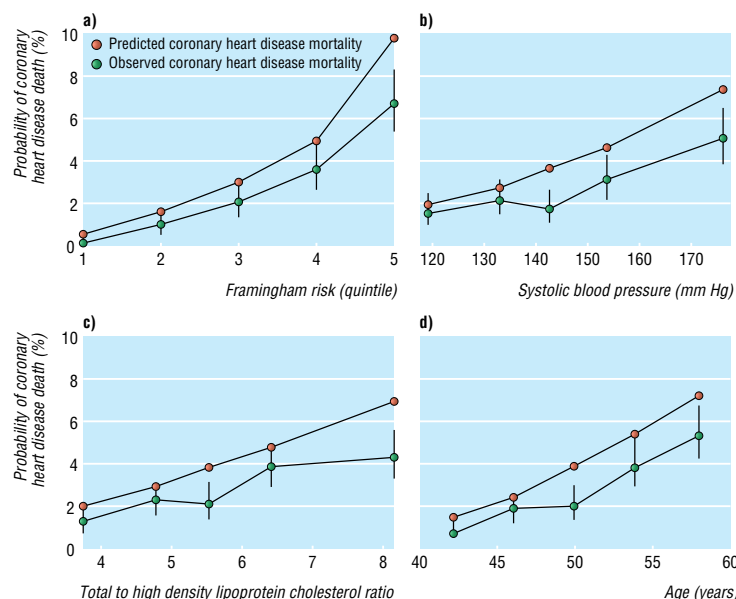 a)
b)
Probability of coronary
heart disease death (%)
10
8
6
4
2
0
Predicted coronary heart disease mortality
Observed coronary heart disease mortality
1 2 3 4 5
120 130 140 150 160 170
Framingham risk (quintile)
Systolic blood pressure (mm Hg)
c)
d)
Probability of coronary
heart disease death (%)
10
8
6
4
2
0
4 5 6 7 8
40 45 50 55 60
Total to high density lipoprotein cholesterol ratio
Age (years)